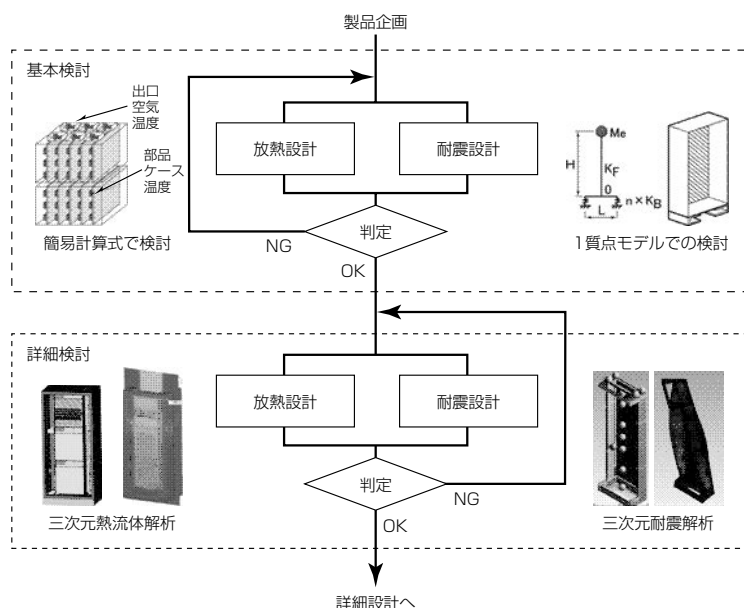 製品企画
基本検討
出口
空気
温度
部品
ケース
温度
簡易計算式で検討
放熱設計
耐震設計
判定
NG
OK
Me
H
KF
0
n × KB
L
1質点モデルでの検討
詳細検討
放熱設計
耐震設計
判定
NG
OK
三次元熱流体解析
三次元耐震解析
詳細設計へ